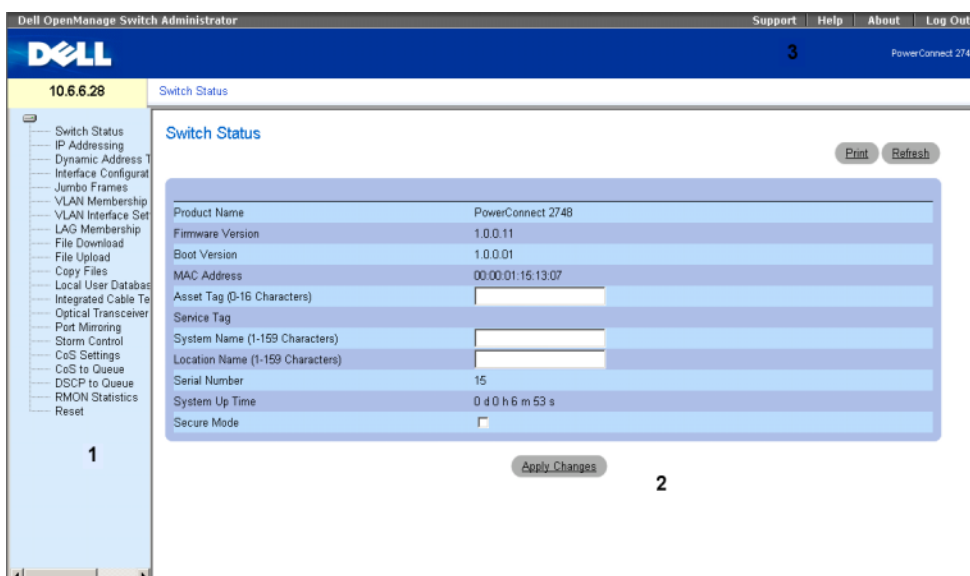 Dell OpenManage Switch Administrator
Support Help About Log Out
DELL
3
PowerConnect 274
10.6.6.28
Switch Status
Switch Status
IP Addressing
Dynamic Address T
Interface Configurat
Jumbo Frames
VLAN Membership
VLAN Interface Set
LAG Membership
File Download
File Upload
Copy Files
Local User Databas
Integrated Cable Te
Optical Transceiver
Port Mirroring
Storm Control
CoS Settings
CoS to Queue
DSCP to Queue
RMON Statistics
Reset
1
Switch Status
Print Refresh
Product Name PowerConnect 2748
Firmware Version 1.0.0.11
Boot Version 1.0.0.01
MAC Address 00:00:01:15:13:07
Asset Tag (0-16 Characters)
Service Tag
System Name (1-159 Characters)
Location Name (1-159 Characters)
Serial Number 15
System Up Time 0 d 0 h 6 m 53 s
Secure Mode
Apply Changes
2